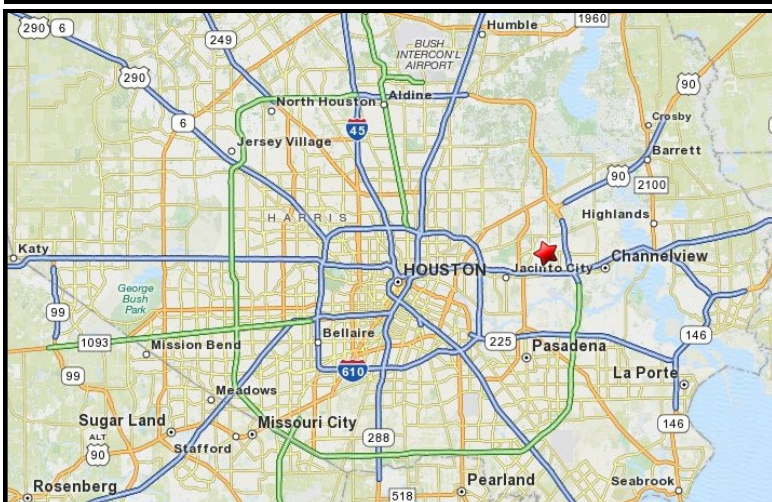 290
6
249
Humble
1960
BUSH
INTERCON'L
AIRPORT
290
90
North Houston
Aldine
Crosby
6
45
Jersey Village
Barrett
90
2100
HARRIS
Highlands
Katy
Channelview
HOUSTON
Jacinto City
George
Bush
Park
99
146
Bellaire
225
1093
Mission Bend
Pasadena
610
99
La Porte
Meadows
Sugar Land
Missouri City
146
ALT
90
Stafford
288
Pearland
Seabrook
Rosenberg
518